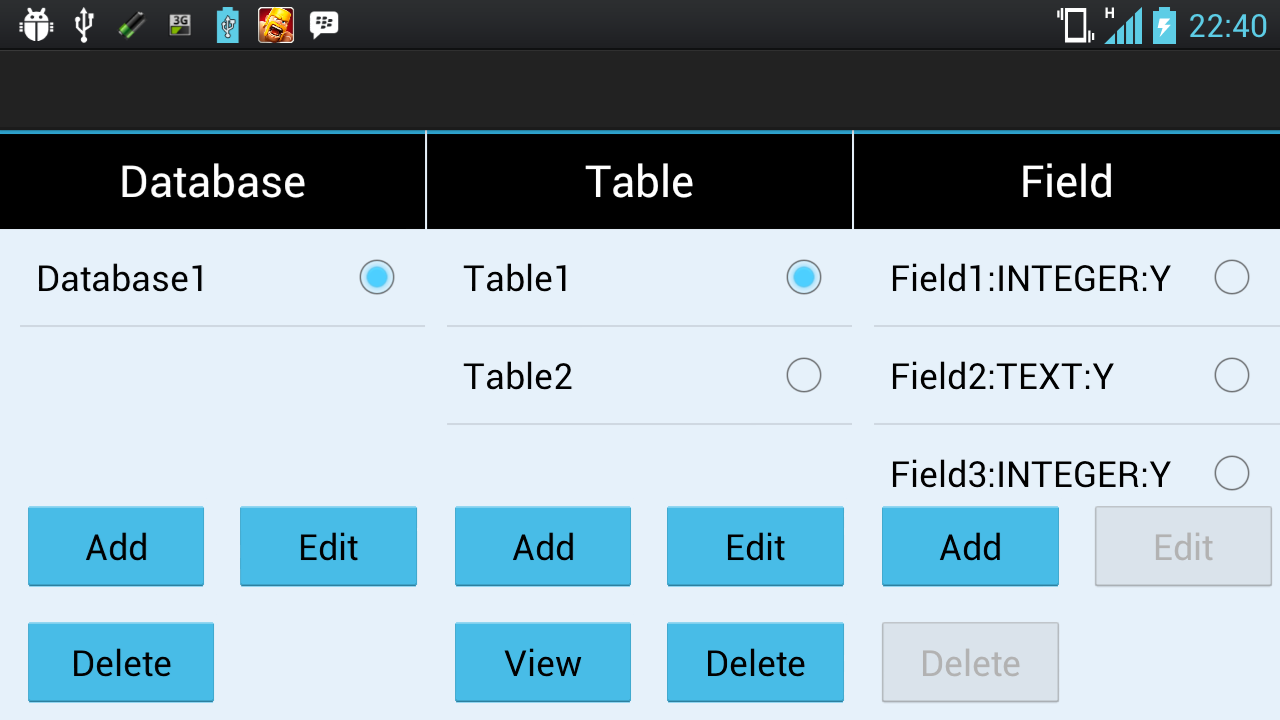 3G
H
22:40
Database Table Field
Database1 Table1 Field1:INTEGER:Y
Table2 Field2:TEXT:Y
Field3:INTEGER:Y
Add Edit Add Edit Add Edit
Delete View Delete Delete